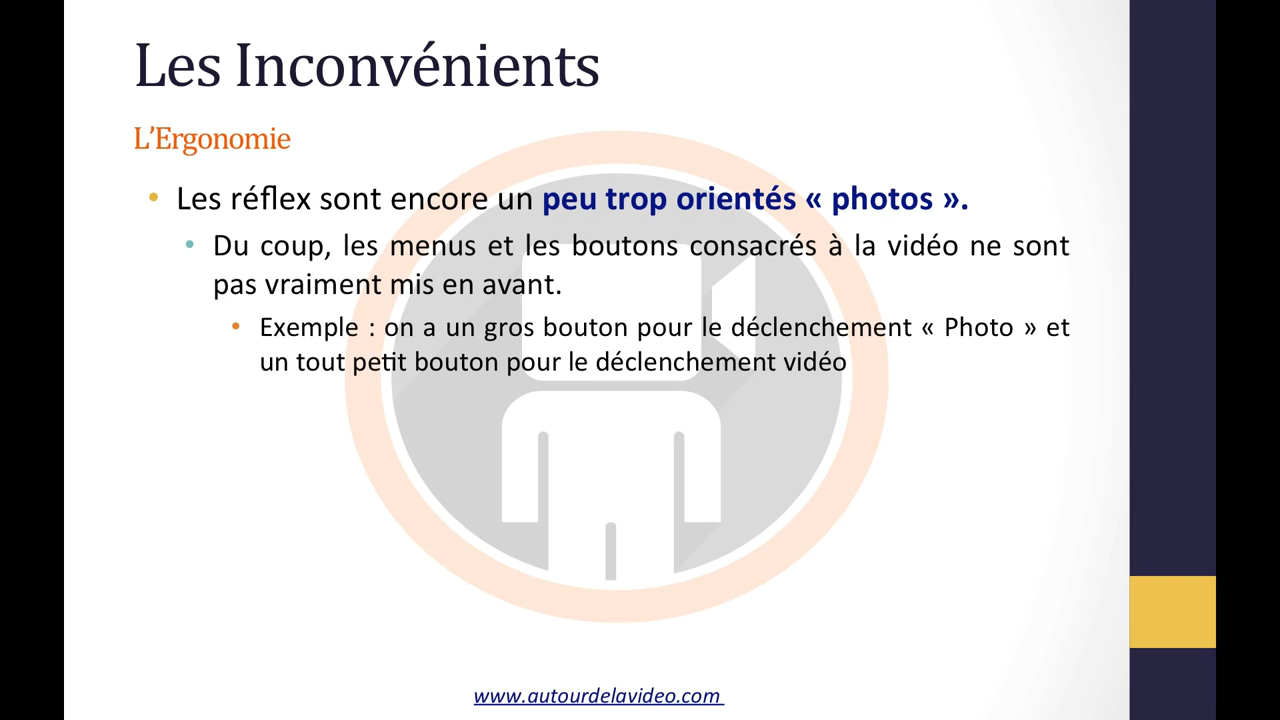 Les Inconvénients
L’Ergonomie
• Les réflex sont encore un peu trop orientés « photos ».
• Du coup, les menus et les boutons consacrés à la vidéo ne sont
pas vraiment mis en avant.
• Exemple : on a un gros bouton pour le déclenchement « Photo » et
un tout petit bouton pour le déclenchement vidéo
www.autourdelavideo.com